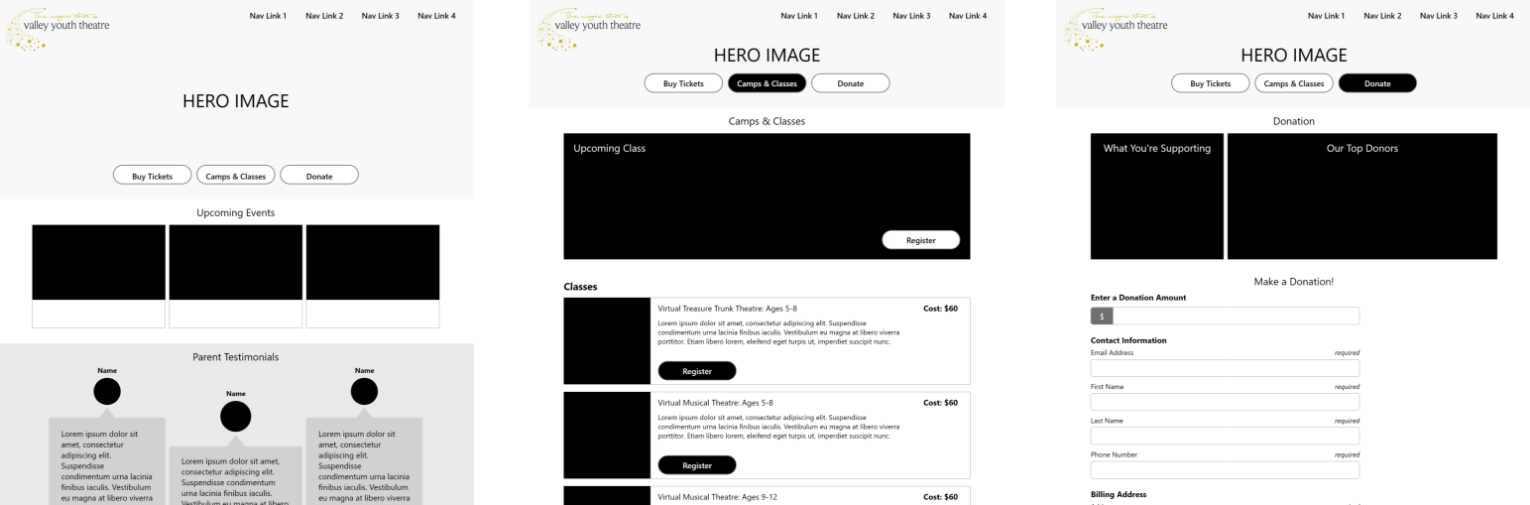 The magic that is
valley youth theatre
Nav Link 1 Nav Link 2 Nav Link 3 Nav Link 4
HERO IMAGE
Buy Tickets Camps & Classes Donate
Upcoming Events
Parent Testimonials
Name
Name
Name
Lorem ipsum dolor sit
amet, consectetur
adipiscing elit.
Suspendisse
condimentum urna lacinia
finibus iaculis. Vestibulum
eu magna at libero viverra
Lorem ipsum dolor sit amet,
consectetur adipiscing elit.
Suspendisse condimentum
urna lacinia finibus iaculis.
Vestibulum eu magna at libero
Lorem ipsum dolor sit
amet, consectetur
adipiscing elit.
Suspendisse
condimentum urna lacinia
finibus iaculis. Vestibulum
eu magna at libero viverra
The magic that is
valley youth theatre
Nav Link 1 Nav Link 2 Nav Link 3 Nav Link 4
HERO IMAGE
Buy Tickets Camps & Classes Donate
Camps & Classes
Upcoming Class
Register
Classes
Virtual Treasure Trunk Theatre: Ages 5-8 Cost: $60
Lorem ipsum dolor sit amet, consectetur adipiscing elit. Suspendisse
condimentum urna lacinia finibus iaculis. Vestibulum eu magna at libero viverra
porttitor. Etiam libero lorem, eleifend eget turpis ut, imperdiet suscipit nunc.
Register
Virtual Musical Theatre: Ages 5-8 Cost: $60
Lorem ipsum dolor sit amet, consectetur adipiscing elit. Suspendisse
condimentum urna lacinia finibus iaculis. Vestibulum eu magna at libero viverra
porttitor. Etiam libero lorem, eleifend eget turpis ut, imperdiet suscipit nunc.
Register
Virtual Musical Theatre: Ages 9-12 Cost: $60
The magic that is
valley youth theatre
Nav Link 1 Nav Link 2 Nav Link 3 Nav Link 4
HERO IMAGE
Buy Tickets Camps & Classes Donate
Donation
What You're Supporting
Our Top Donors
Make a Donation!
Enter a Donation Amount
$
Contact Information
Email Address required
First Name required
Last Name required
Phone Number required
Billing Address